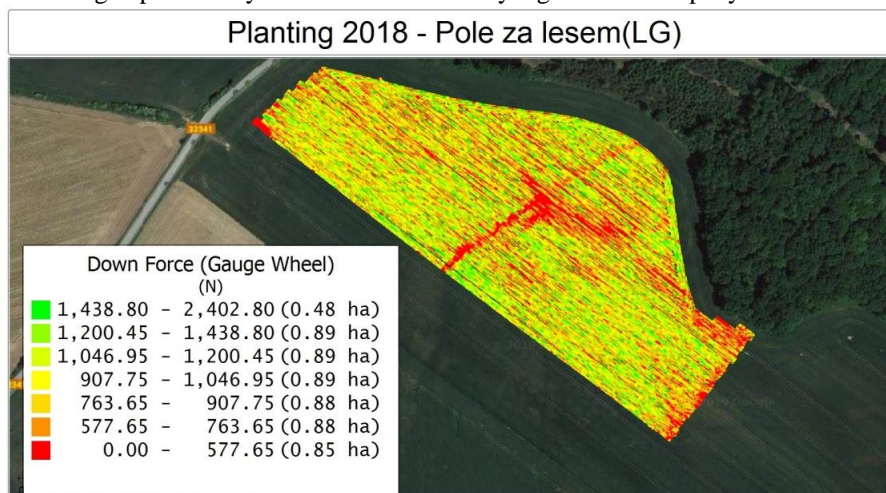 Planting 2018 - Pole za lesem(LG)
32341
Down Force (Gauge Wheel)
(N)
1,438.80 - 2,402.80 (0.48 ha)
1,200.45 - 1,438.80 (0.89 ha)
1,046.95 - 1,200.45 (0.89 ha)
907.75 - 1,046.95 (0.89 ha)
763.65 - 907.75 (0.88 ha)
577.65 - 763.65 (0.88 ha)
0.00 - 577.65 (0.85 ha)